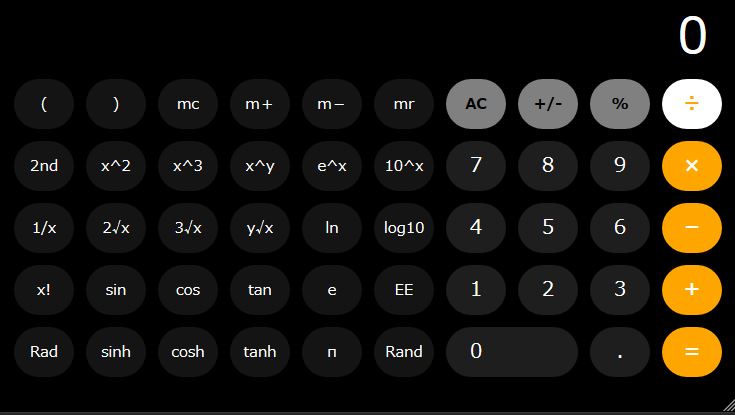 0
( ) mc m+ m− mr AC +/- % ÷
2nd x^2 x^3 x^y e^x 10^x 7 8 9 ×
1/x 2√x 3√x y√x ln log10 4 5 6 −
x! sin cos tan e EE 1 2 3 +
Rad sinh cosh tanh п Rand 0 . =